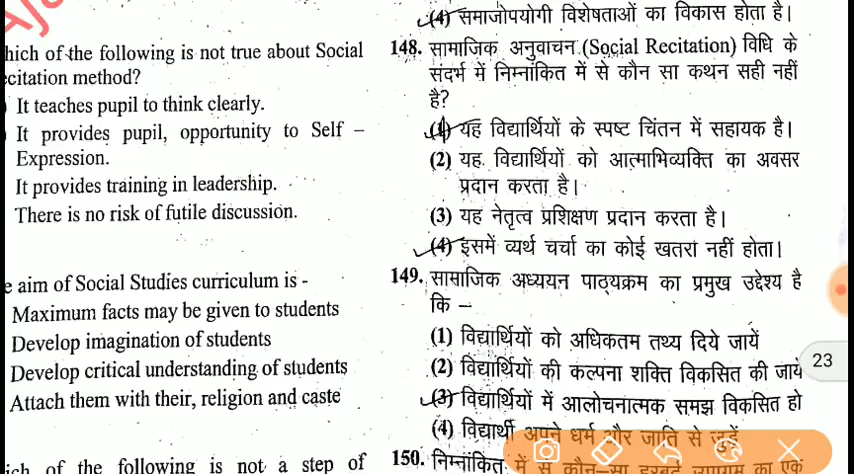 hich of the following is not true about Social
citation method?
It teaches pupil to think clearly.
It provides pupil, opportunity to Self –
Expression.
It provides training in leadership.
There is no risk of futile discussion.
e aim of Social Studies curriculum is -
Maximum facts may be given to students
Develop imagination of students
Develop critical understanding of students
Attach them with their, religion and caste
ich of the following is not a step of
(4) समाजोपयोगी विशेषताओं का विकास होता है।
148. सामाजिक अनुवाचन (Social Recitation) विधि के
संदर्भ में निम्नांकित में से कौन सा कथन सही नहीं
है?
(1) यह विद्यार्थियों के स्पष्ट चिंतन में सहायक है।
(2) यह विद्यार्थियों को आत्माभिव्यक्ति का अवसर
प्रदान करता है।
(3) यह नेतृत्व प्रशिक्षण प्रदान करता है।
(4) इसमें व्यर्थ चर्चा का कोई खतरा नहीं होता।
149. सामाजिक अध्ययन पाठ्यक्रम का प्रमुख उद्देश्य है
कि –
(1) विद्यार्थियों को अधिकतम तथ्य दिये जायें
(2) विद्यार्थियों की कल्पना शक्ति विकसित की जाये
(3) विद्यार्थियों में आलोचनात्मक समझ विकसित हो
(4) विद्यार्थी अपने धर्म और जाति से जुड़ें
150. निम्नांकित में से कौन-सा हरबर्ट उपागम का एक
23